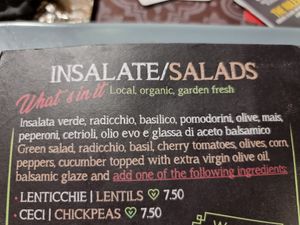 INSALATE/SALADS
What's in it Local, organic, garden fresh
Insalata verde, radicchio, basilico, pomodorini, olive, mais,
peperoni, cetrioli, olio evo e glassa di aceto balsamico
Green salad, radicchio, basil, cherry tomatoes, olives, corn,
peppers, cucumber topped with extra virgin olive oil,
balsamic glaze and add one of the following ingredients:
- LENTICCHIE | LENTILS 7.50
- CECI | CHICKPEAS 7.50